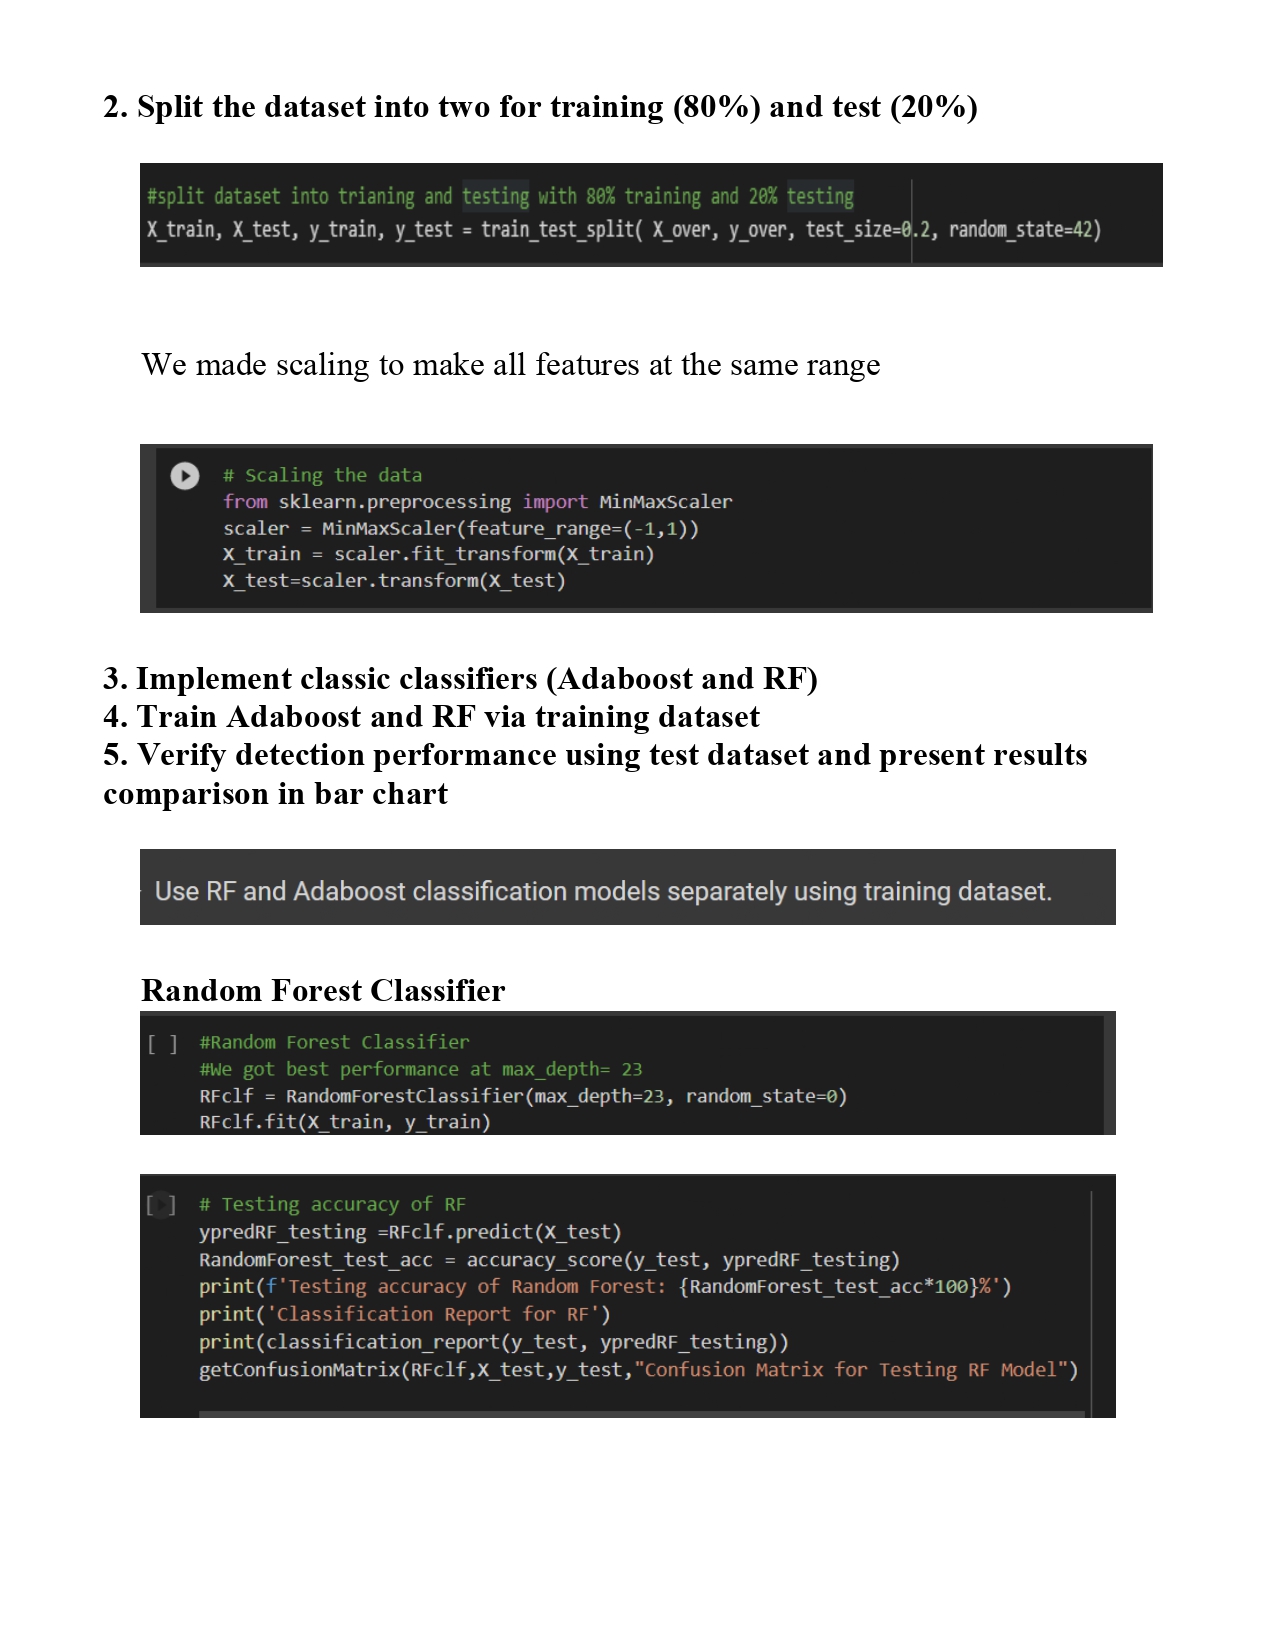 2. Split the dataset into two for training (80%) and test (20%)
#split dataset into trianing and testing with 80% training and 20% testing
X_train, X_test, y_train, y_test = train_test_split( X_over, y_over, test_size=0.2, random_state=42)
We made scaling to make all features at the same range
# Scaling the data
from sklearn.preprocessing import MinMaxScaler
scaler = MinMaxScaler(feature_range=(-1,1))
X_train = scaler.fit_transform(X_train)
X_test=scaler.transform(X_test)
3. Implement classic classifiers (Adaboost and RF)
4. Train Adaboost and RF via training dataset
5. Verify detection performance using test dataset and present results
comparison in bar chart
Use RF and Adaboost classification models separately using training dataset.
Random Forest Classifier
[ ] #Random Forest Classifier
#We got best performance at max_depth= 23
RFclf = RandomForestClassifier(max_depth=23, random_state=0)
RFclf.fit(X_train, y_train)
[ ] # Testing accuracy of RF
ypredRF_testing =RFclf.predict(X_test)
RandomForest_test_acc = accuracy_score(y_test, ypredRF_testing)
print(f'Testing accuracy of Random Forest: {RandomForest_test_acc*100}%')
print('Classification Report for RF')
print(classification_report(y_test, ypredRF_testing))
getConfusionMatrix(RFclf,X_test,y_test,"Confusion Matrix for Testing RF Model")